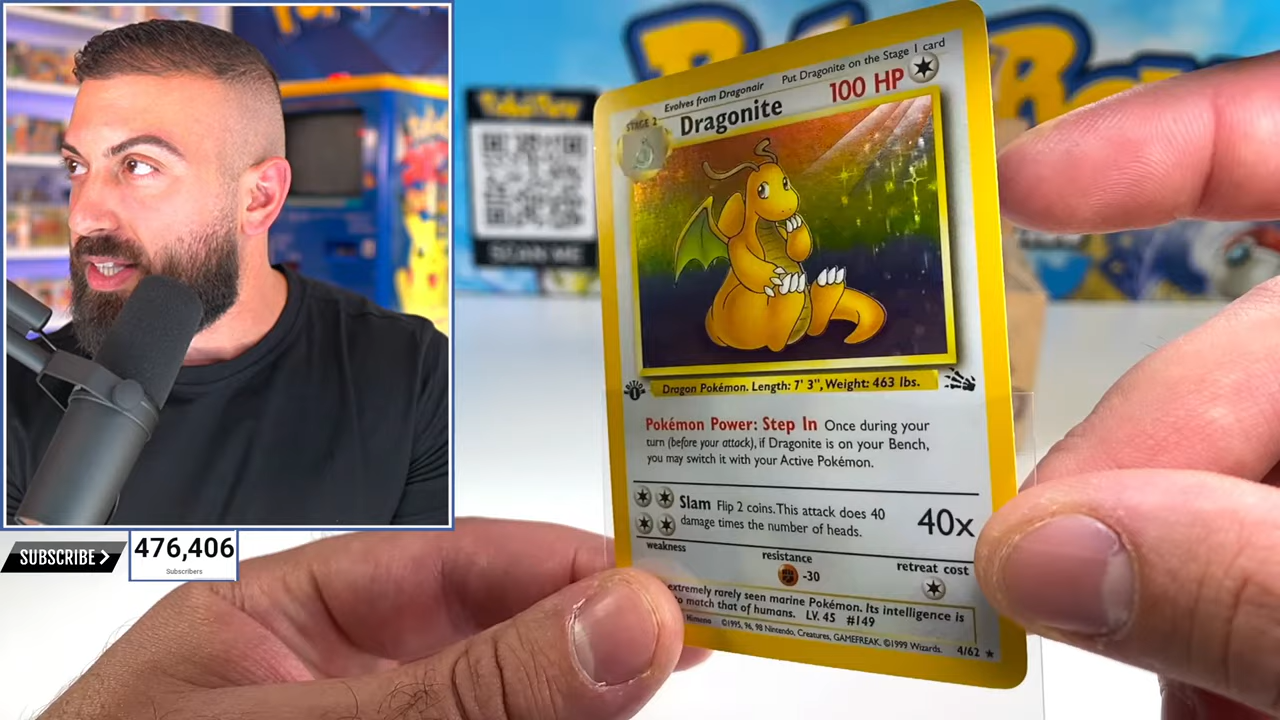 SCAN ME
SUBSCRIBE >
476,406
Subscribers
Evolves from Dragonair
Put Dragonite on the Stage 1 card
STAGE 2
Dragonite
100 HP
EDITION
1
Dragon Pokémon. Length: 7' 3", Weight: 463 lbs.
Pokémon Power: Step In Once during your
turn (before your attack), if Dragonite is on your Bench,
you may switch it with your Active Pokémon.
Slam Flip 2 coins. This attack does 40
damage times the number of heads.
40x
weakness
resistance
-30
retreat cost
extremely rarely seen marine Pokémon. Its intelligence is
to match that of humans. LV. 45 #149
©1995, 96, 98 Nintendo, Creatures, GAMEFREAK. ©1999 Wizards.
4/62